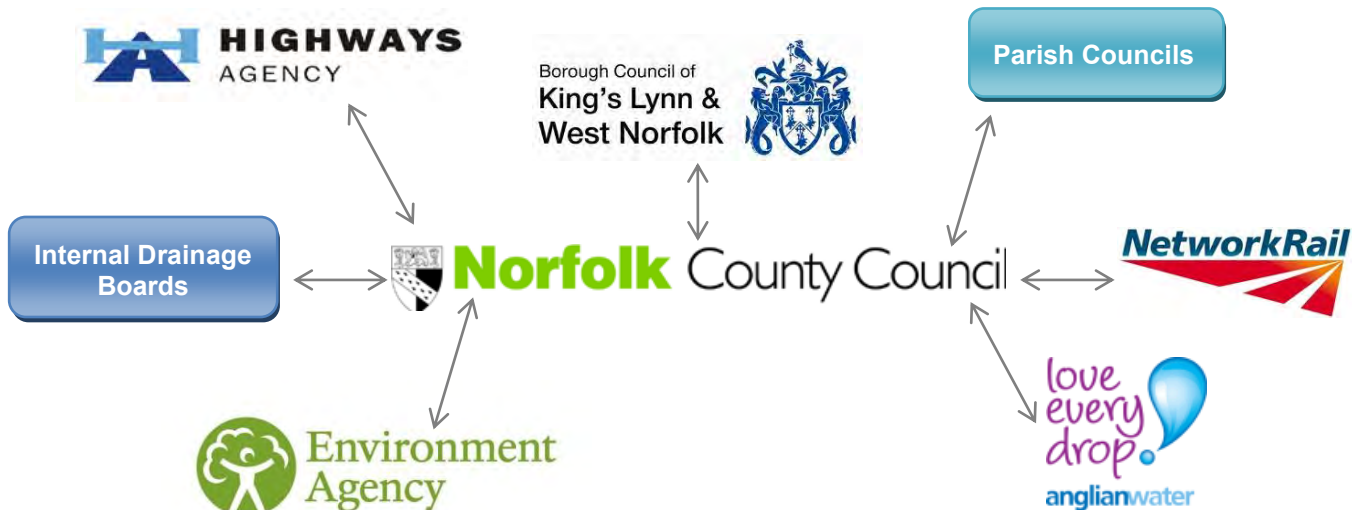 HIGHWAYS
AGENCY
Borough Council of
King's Lynn &
West Norfolk
Parish Councils
Internal Drainage
Boards
Norfolk County Council
NetworkRail
Environment
Agency
love
every
drop.
anglianwater